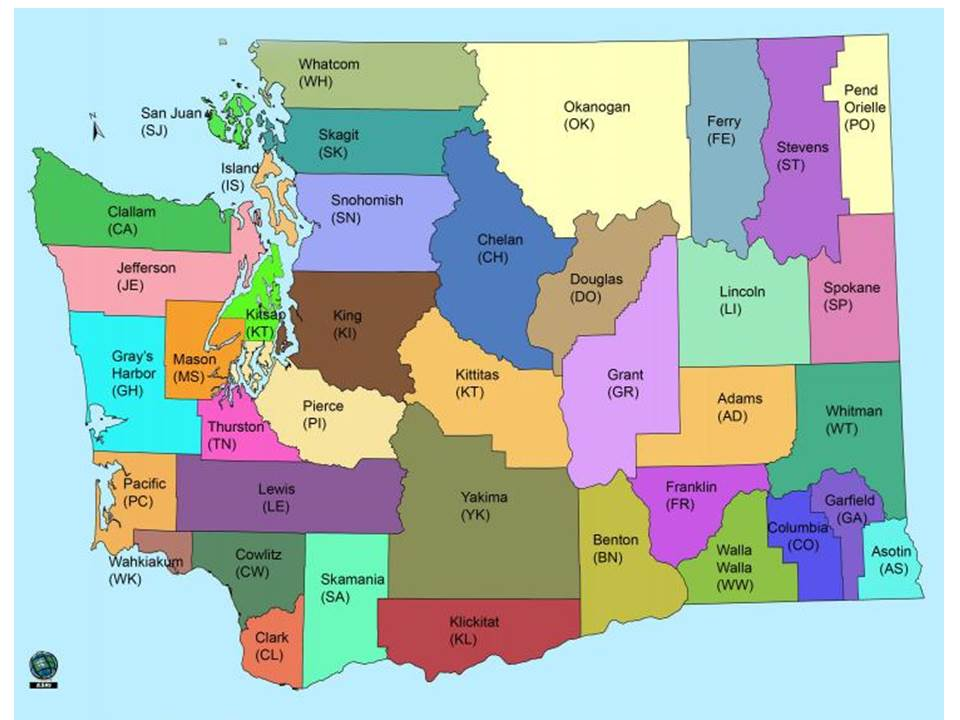 Whatcom
(WH)
San Juan
(SJ)
N
Skagit
(SK)
Island
(IS)
Snohomish
(SN)
Okanogan
(OK)
Ferry
(FE)
Stevens
(ST)
Pend
Orielle
(PO)
Clallam
(CA)
Jefferson
(JE)
Kitsap
(KT)
King
(KI)
Chelan
(CH)
Douglas
(DO)
Lincoln
(LI)
Spokane
(SP)
Gray's
Harbor
(GH)
Mason
(MS)
Thurston
(TN)
Pierce
(PI)
Kittitas
(KT)
Grant
(GR)
Adams
(AD)
Whitman
(WT)
Pacific
(PC)
Lewis
(LE)
Yakima
(YK)
Benton
(BN)
Franklin
(FR)
Walla
Walla
(WW)
Columbia
(CO)
Garfield
(GA)
Asotin
(AS)
Wahkiakum
(WK)
Cowlitz
(CW)
Skamania
(SA)
Clark
(CL)
Klickitat
(KL)